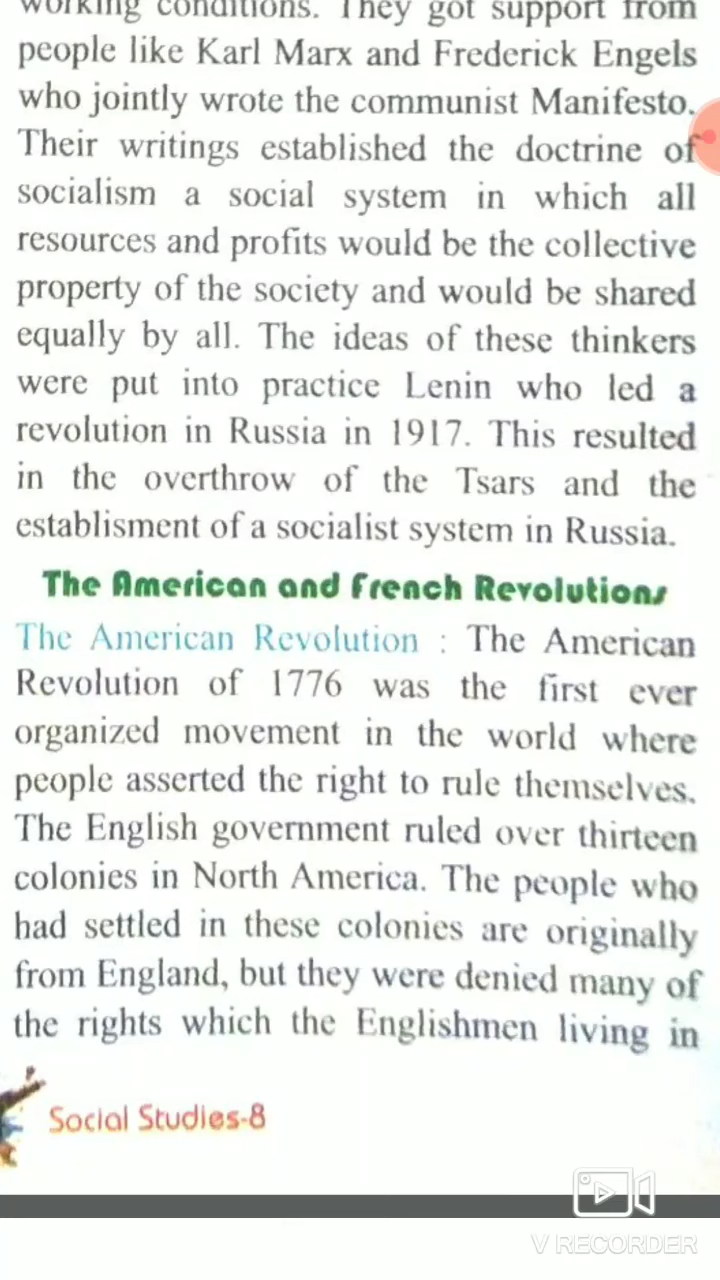 working conditions. They got support from
people like Karl Marx and Frederick Engels
who jointly wrote the communist Manifesto.
Their writings established the doctrine of
socialism a social system in which all
resources and profits would be the collective
property of the society and would be shared
equally by all. The ideas of these thinkers
were put into practice Lenin who led a
revolution in Russia in 1917. This resulted
in the overthrow of the Tsars and the
establisment of a socialist system in Russia.
The American and French Revolutions
The American Revolution : The American
Revolution of 1776 was the first ever
organized movement in the world where
people asserted the right to rule themselves.
The English government ruled over thirteen
colonies in North America. The people who
had settled in these colonies are originally
from England, but they were denied many of
the rights which the Englishmen living in
Social Studies-8
V RECORDER